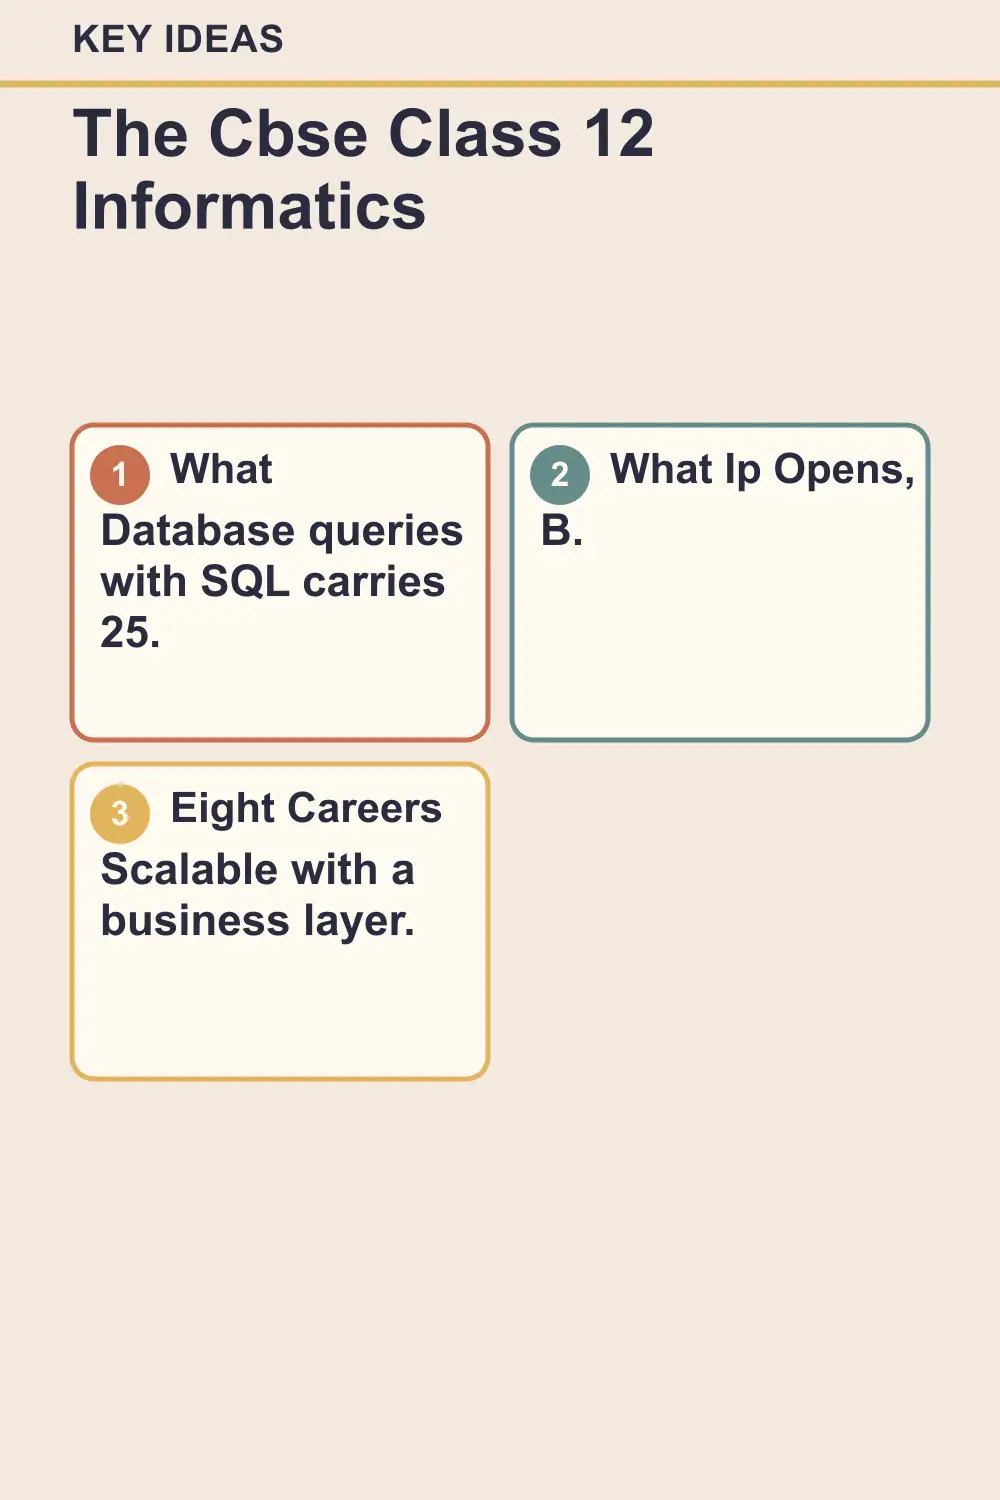 KEY IDEAS
The Cbse Class 12
Informatics
1 What
Database queries
with SQL carries
25.
2 What Ip Opens,
B.
3 Eight Careers
Scalable with a
business layer.